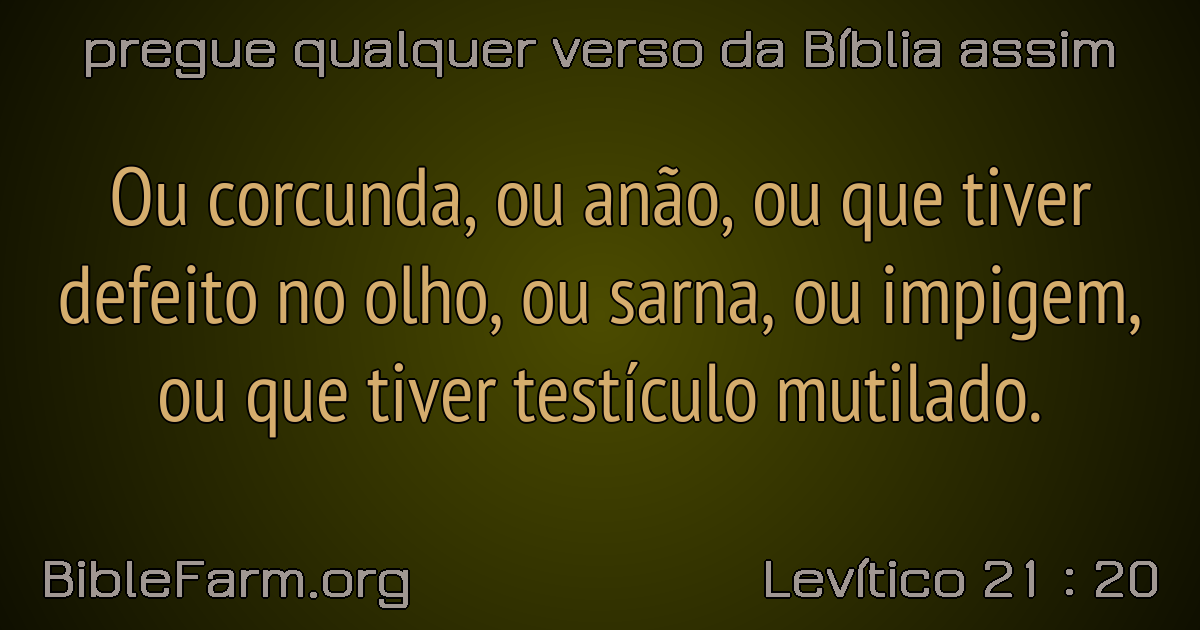 pregue qualquer verso da Bíblia assim
Ou corcunda, ou anão, ou que tiver
defeito no olho, ou sarna, ou impigem,
ou que tiver testículo mutilado.
BibleFarm.org
Levítico 21 : 20